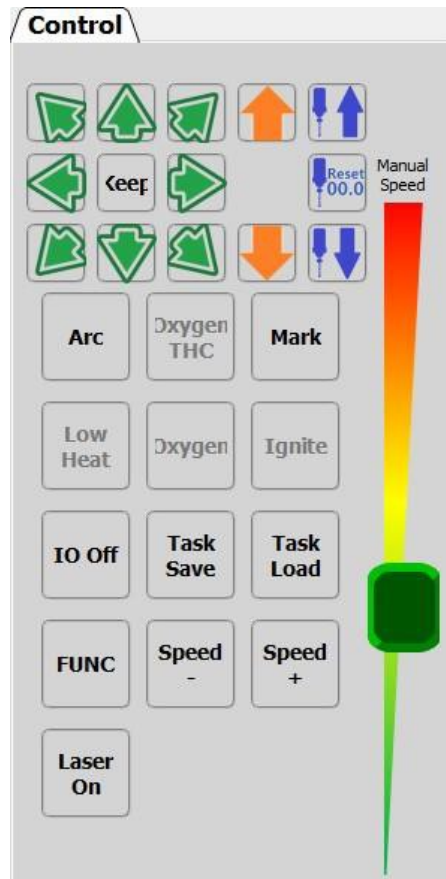 Control
Keep
Reset
00.0
Manual
Speed
Arc
Oxygen
THC
Mark
Low
Heat
Oxygen
Ignite
IO Off
Task
Save
Task
Load
FUNC
Speed
-
Speed
+
Laser
On